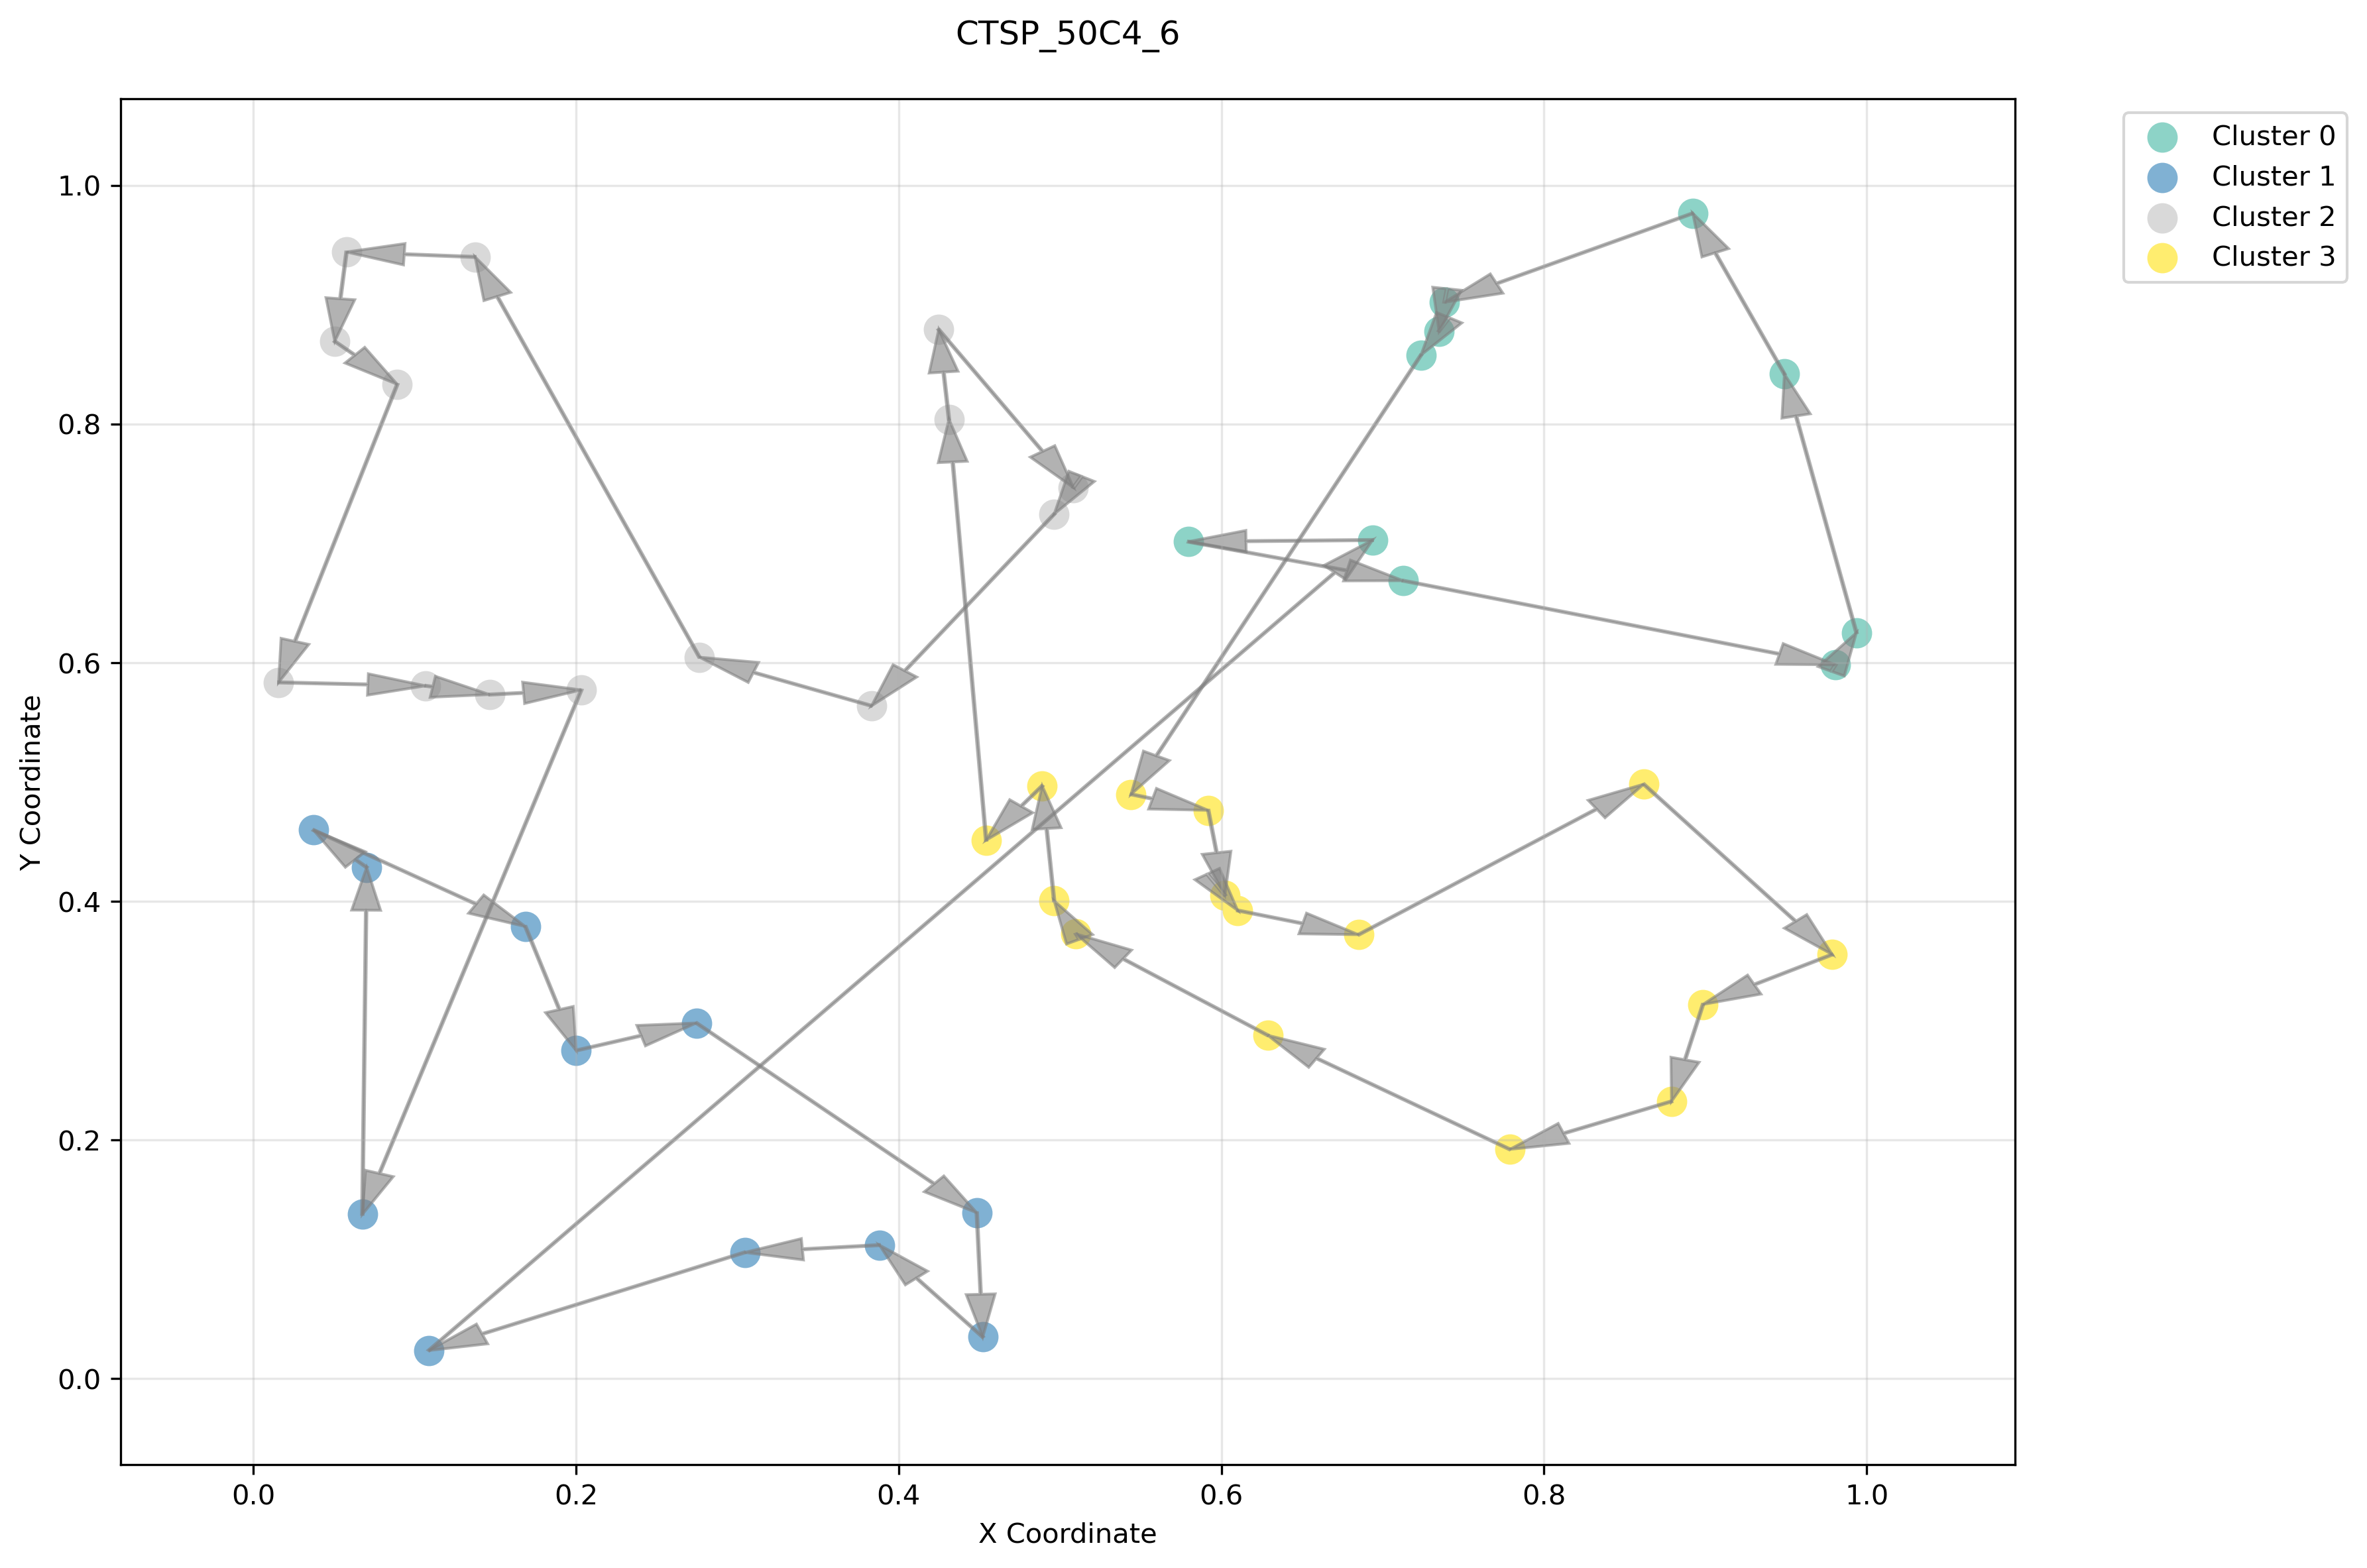 CTSP_50C4_6
Cluster 0
Cluster 1
Cluster 2
Cluster 3
1.0
0.8
0.6
0.4
0.2
0.0
Y Coordinate
0.0 0.2 0.4 0.6 0.8 1.0
X Coordinate